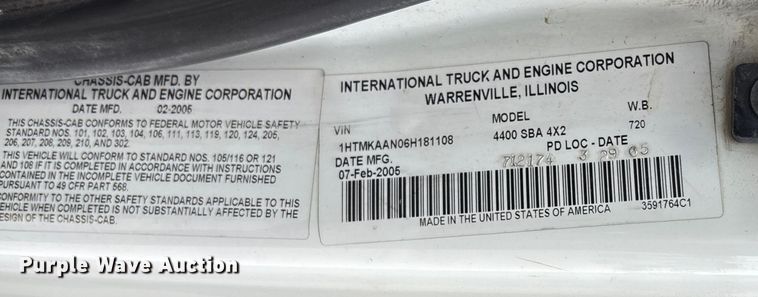 CHASSIS-CAB MFD. BY
INTERNATIONAL TRUCK AND ENGINE CORPORATION
DATE MFD. 02-2005
THIS CHASSIS-CAB CONFORMS TO FEDERAL MOTOR VEHICLE SAFETY
STANDARD NOS. 101, 102, 103, 104, 106, 111, 113, 119, 120, 124, 205,
206, 207, 208, 209, 210, AND 302.
THIS VEHICLE WILL CONFORM TO STANDARD NOS. 105/116 OR 121
AND 108 IF IT IS COMPLETED IN ACCORDANCE WITH INSTRUCTIONS
CONTAINED IN THE INCOMPLETE VEHICLE DOCUMENT FURNISHED
PURSUANT TO 49 CFR PART 568.
CONFORMITY TO THE OTHER SAFETY STANDARDS APPLICABLE TO THIS
VEHICLE WHEN COMPLETED IS NOT SUBSTANTIALLY AFFECTED BY THE
DESIGN OF THE CHASSIS-CAB.
INTERNATIONAL TRUCK AND ENGINE CORPORATION
WARRENVILLE, ILLINOIS
VIN MODEL W.B.
1HTMKAAN06H181108 4400 SBA 4X2 720
DATE MFG. PD LOC - DATE
07-Feb-2005 712174 3 29 05
MADE IN THE UNITED STATES OF AMERICA 3591764C1
Purple Wave Auction